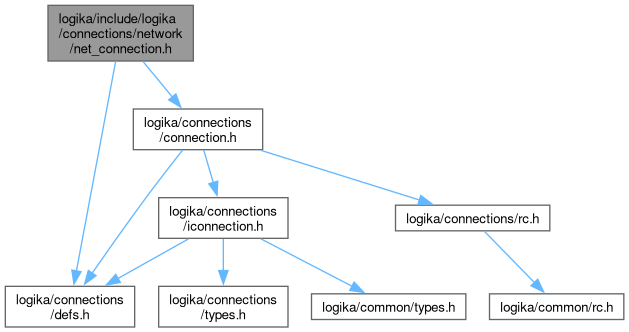 logika/include/logika
/connections/network
/net_connection.h
logika/connections
/connection.h
logika/connections
/iconnection.h
logika/connections/rc.h
logika/connections
/defs.h
logika/connections
/types.h
logika/common/types.h
logika/common/rc.h